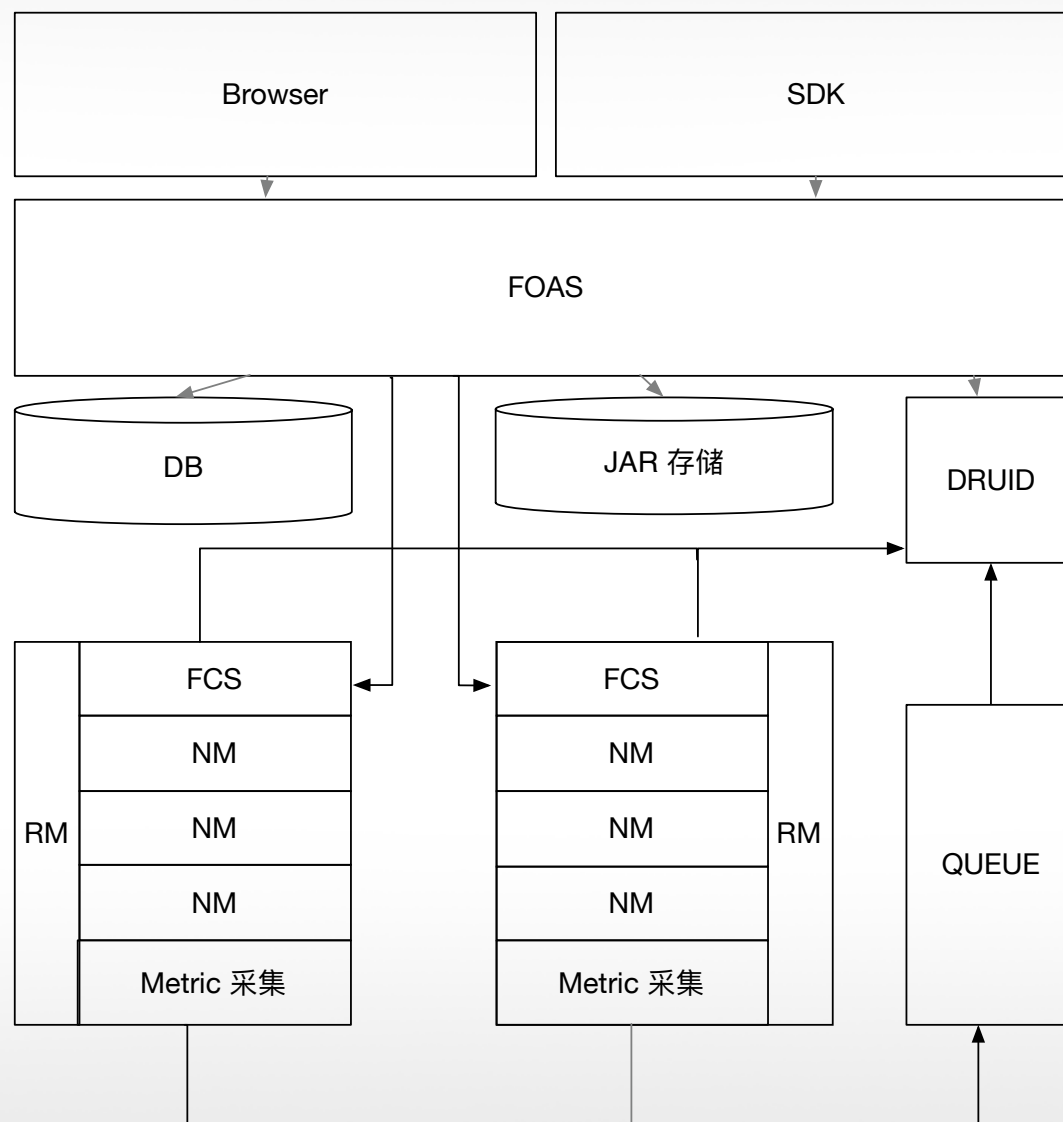 Browser
SDK
FOAS
DB
JAR 存储
DRUID
FCS
NM
NM
NM
Metric 采集
RM
FCS
NM
NM
NM
Metric 采集
RM
QUEUE